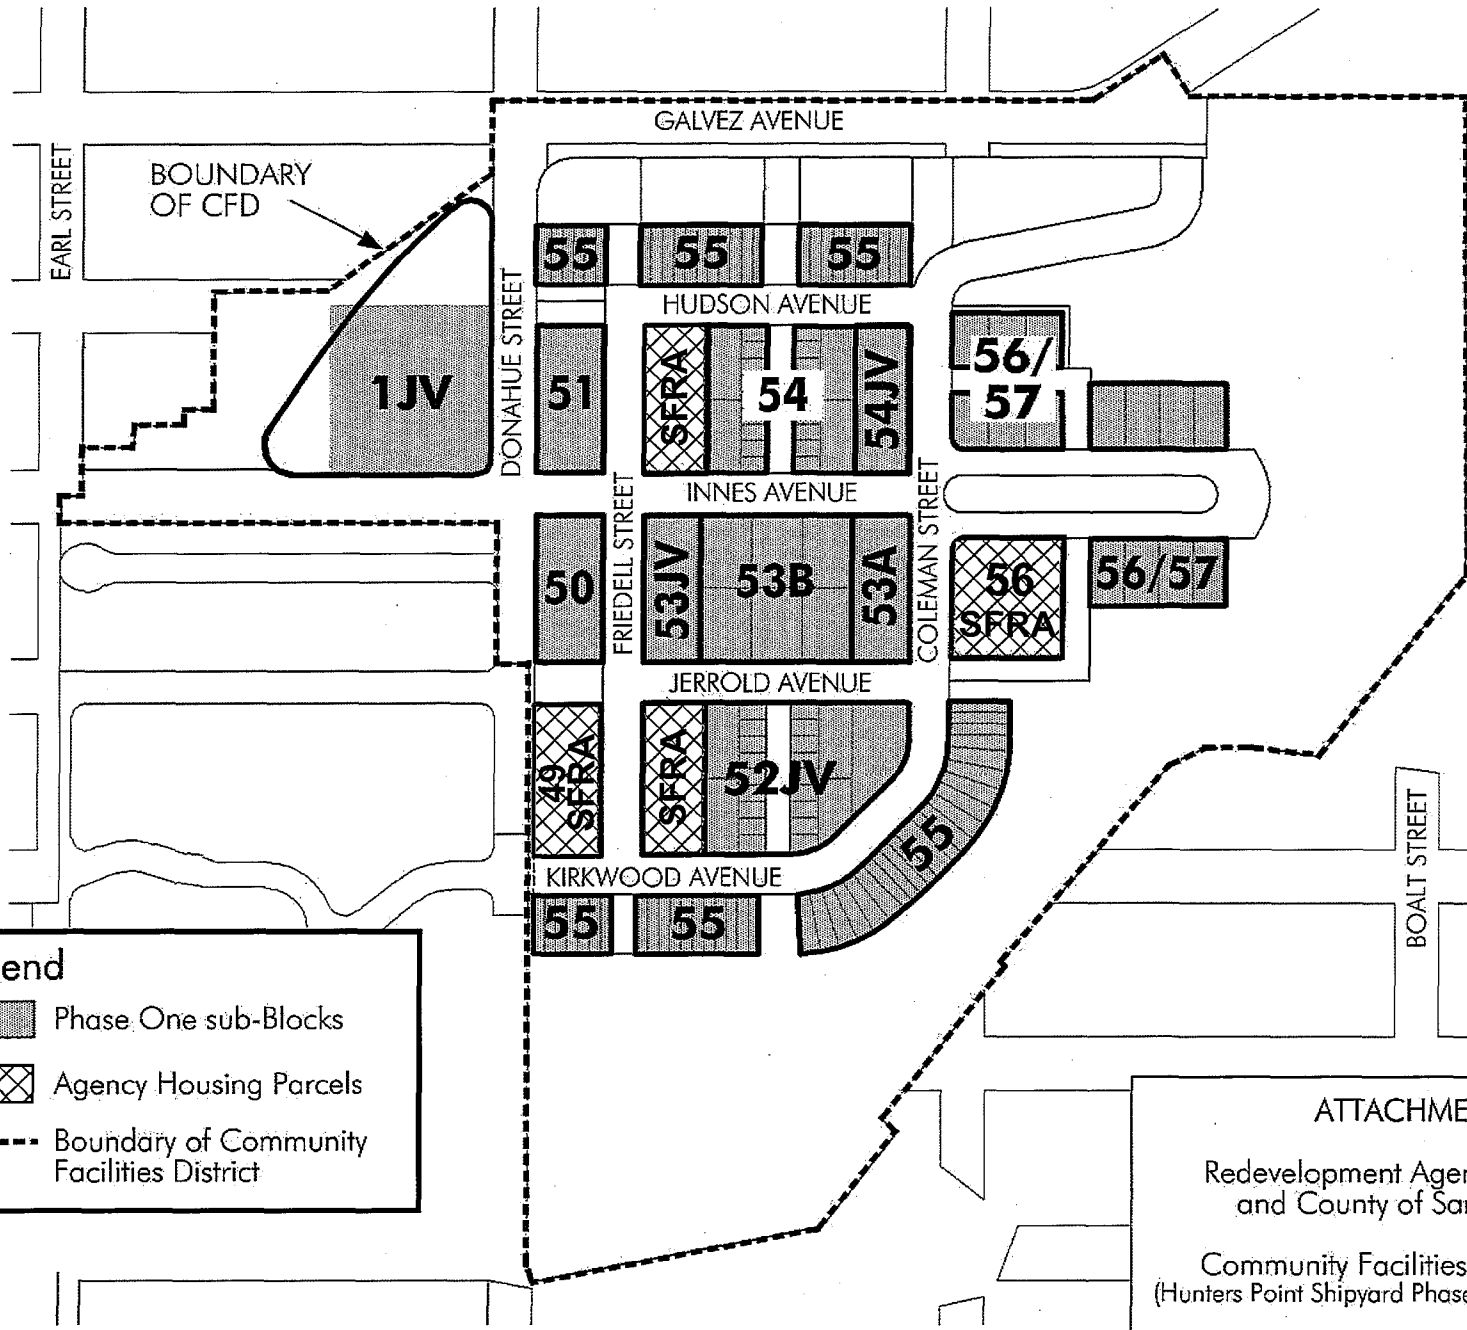 GALVEZ AVENUE
EARL STREET
BOUNDARY
OF CFD
55
55
55
DONAHUE STREET
HUDSON AVENUE
1JV
51
SFRA
54
54JV
56/
57
INNES AVENUE
FRIEDELL STREET
COLEMAN STREET
50
53JV
53B
53A
56
SFRA
56/57
JERROLD AVENUE
49
SFRA
SFRA
52JV
55
BOALT STREET
KIRKWOOD AVENUE
55
55
end
Phase One sub-Blocks
Agency Housing Parcels
Boundary of Community
Facilities District
ATTACHME
Redevelopment Agen
and County of Sa
Community Facilities
(Hunters Point Shipyard Phase